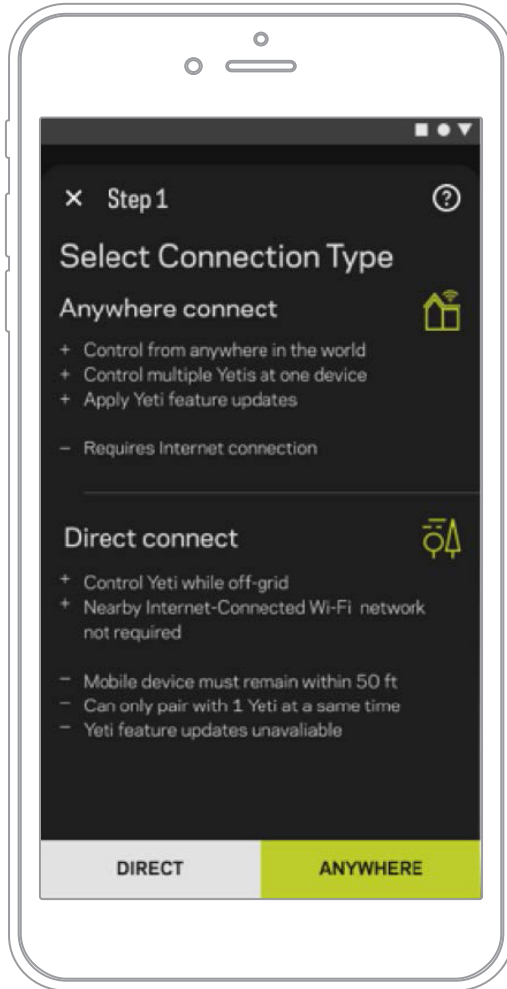 × Step 1 ?
Select Connection Type
Anywhere connect
+ Control from anywhere in the world
+ Control multiple Yetis at one device
+ Apply Yeti feature updates
– Requires Internet connection
Direct connect
+ Control Yeti while off-grid
+ Nearby Internet-Connected Wi-Fi network
not required
– Mobile device must remain within 50 ft
– Can only pair with 1 Yeti at a same time
– Yeti feature updates unavaliable
DIRECT ANYWHERE